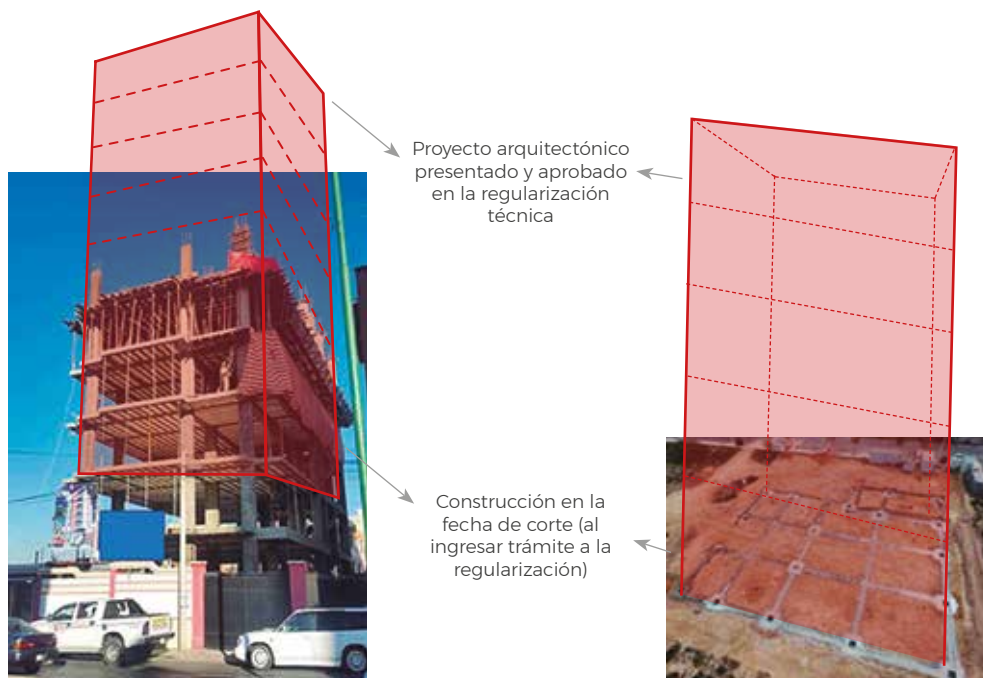 Proyecto arquitectónico
presentado y aprobado
en la regularización
técnica
Construcción en la
fecha de corte (al
ingresar trámite a la
regularización)